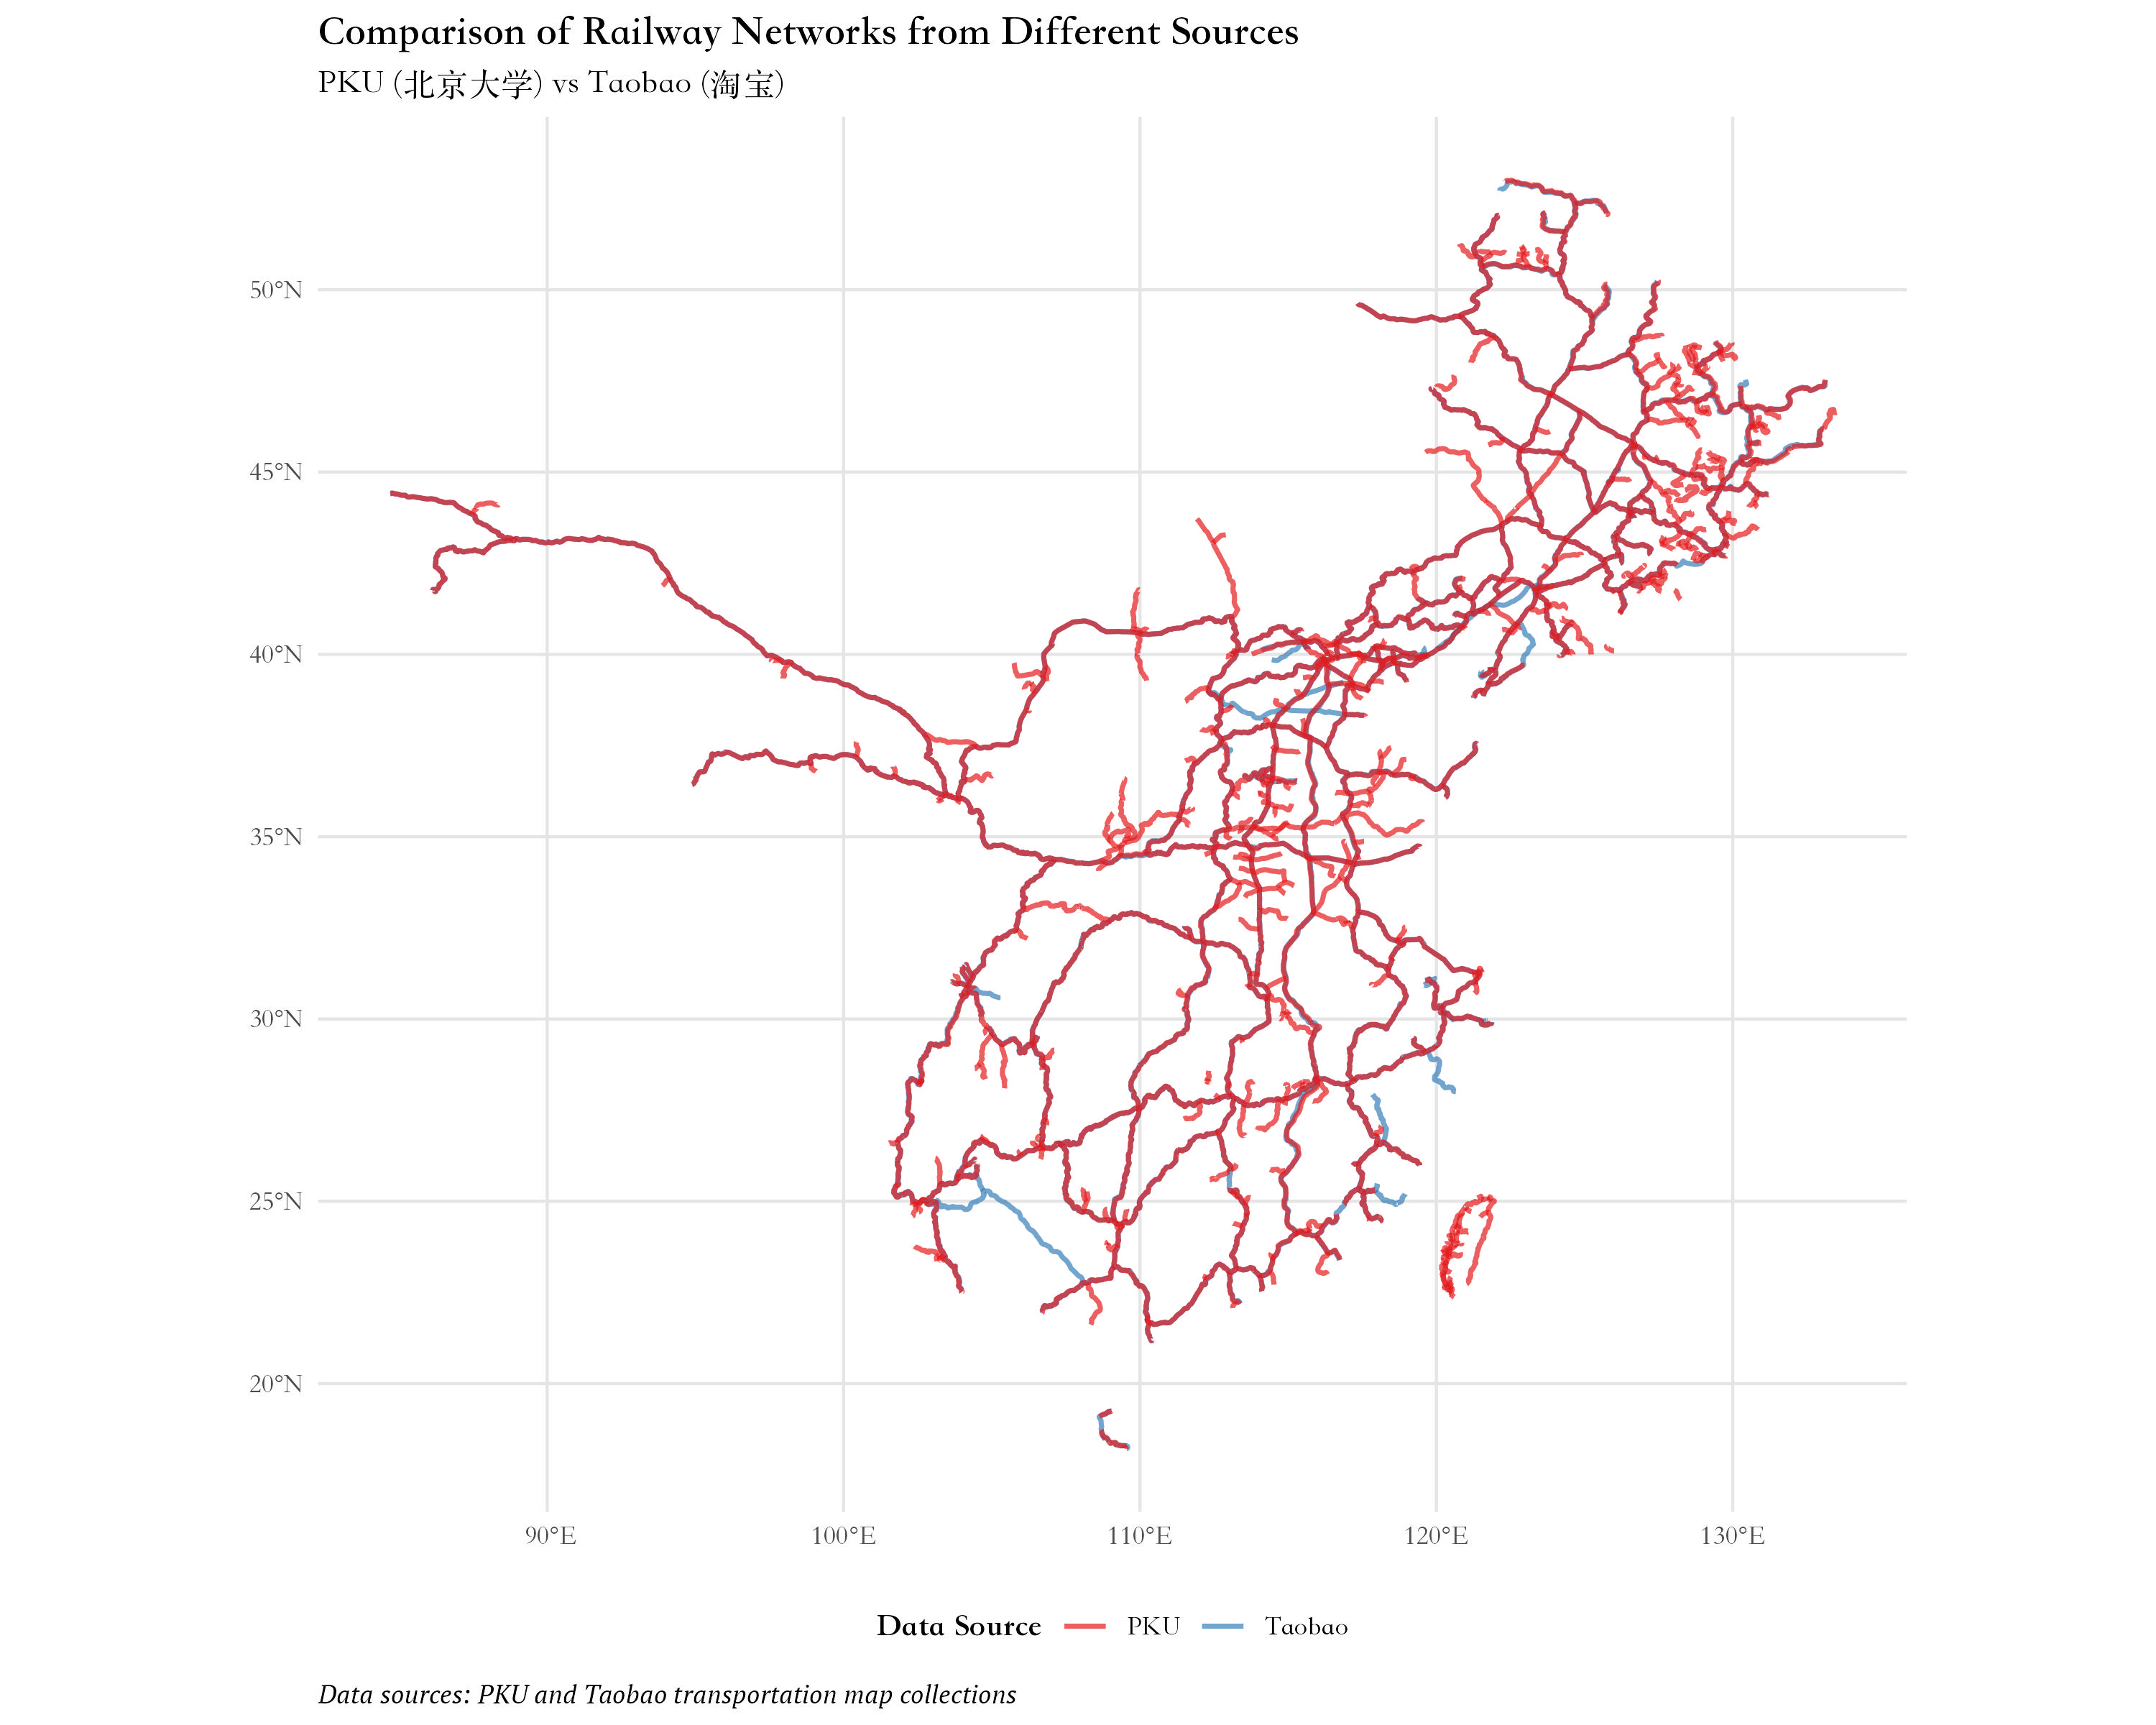 Comparison of Railway Networks from Different Sources
PKU (北京大学) vs Taobao (淘宝)
50°N
45°N
40°N
35°N
30°N
25°N
20°N
90°E 100°E 110°E 120°E 130°E
Data Source PKU Taobao
Data sources: PKU and Taobao transportation map collections